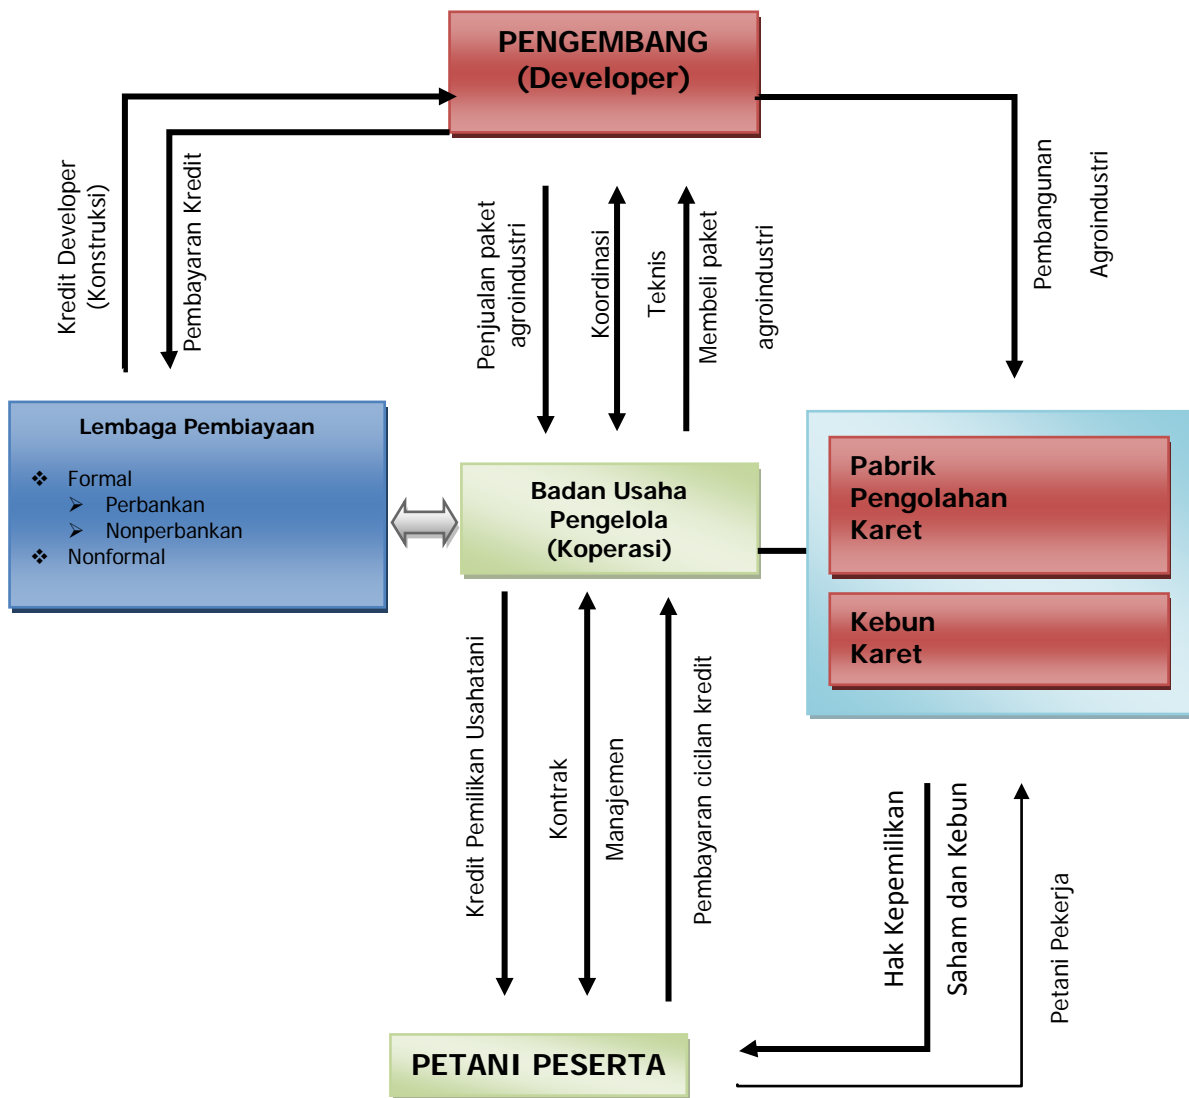 PENGEMBANG
(Developer)
Kredit Developer
(Konstruksi)
Pembayaran Kredit
Penjualan paket
agroindustri
Koordinasi
Teknis
Membeli paket
agroindustri
Pembangunan
Agroindustri
Lembaga Pembiayaan
❖ Formal
➢ Perbankan
➢ Nonperbankan
❖ Nonformal
Badan Usaha
Pengelola
(Koperasi)
Pabrik
Pengolahan
Karet
Kebun
Karet
Kredit Pemilikan Usahatani
Kontrak
Manajemen
Pembayaran cicilan kredit
Hak Kepemilikan
Saham dan Kebun
Petani Pekerja
PETANI PESERTA